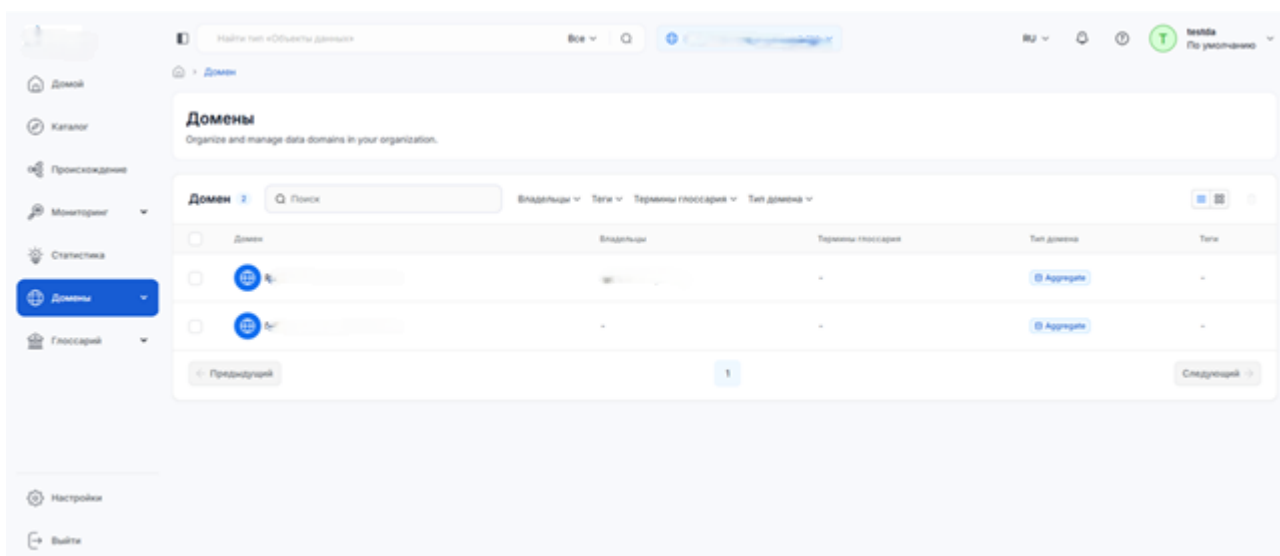 Найти тип «Объекты данных»
Все
RU
T
testda
По умолчанию
Домен
Домой
Каталог
Происхождение
Мониторинг
Статистика
Домены
Глоссарий
Настройки
Выйти
Домены
Organize and manage data domains in your organization.
Домен 2 Поиск Владельцы Теги Термины глоссария Тип домена
Домен Владельцы Термины глоссария Тип домена Теги
- Aggregate -
- - Aggregate -
Предыдущий 1 Следующий